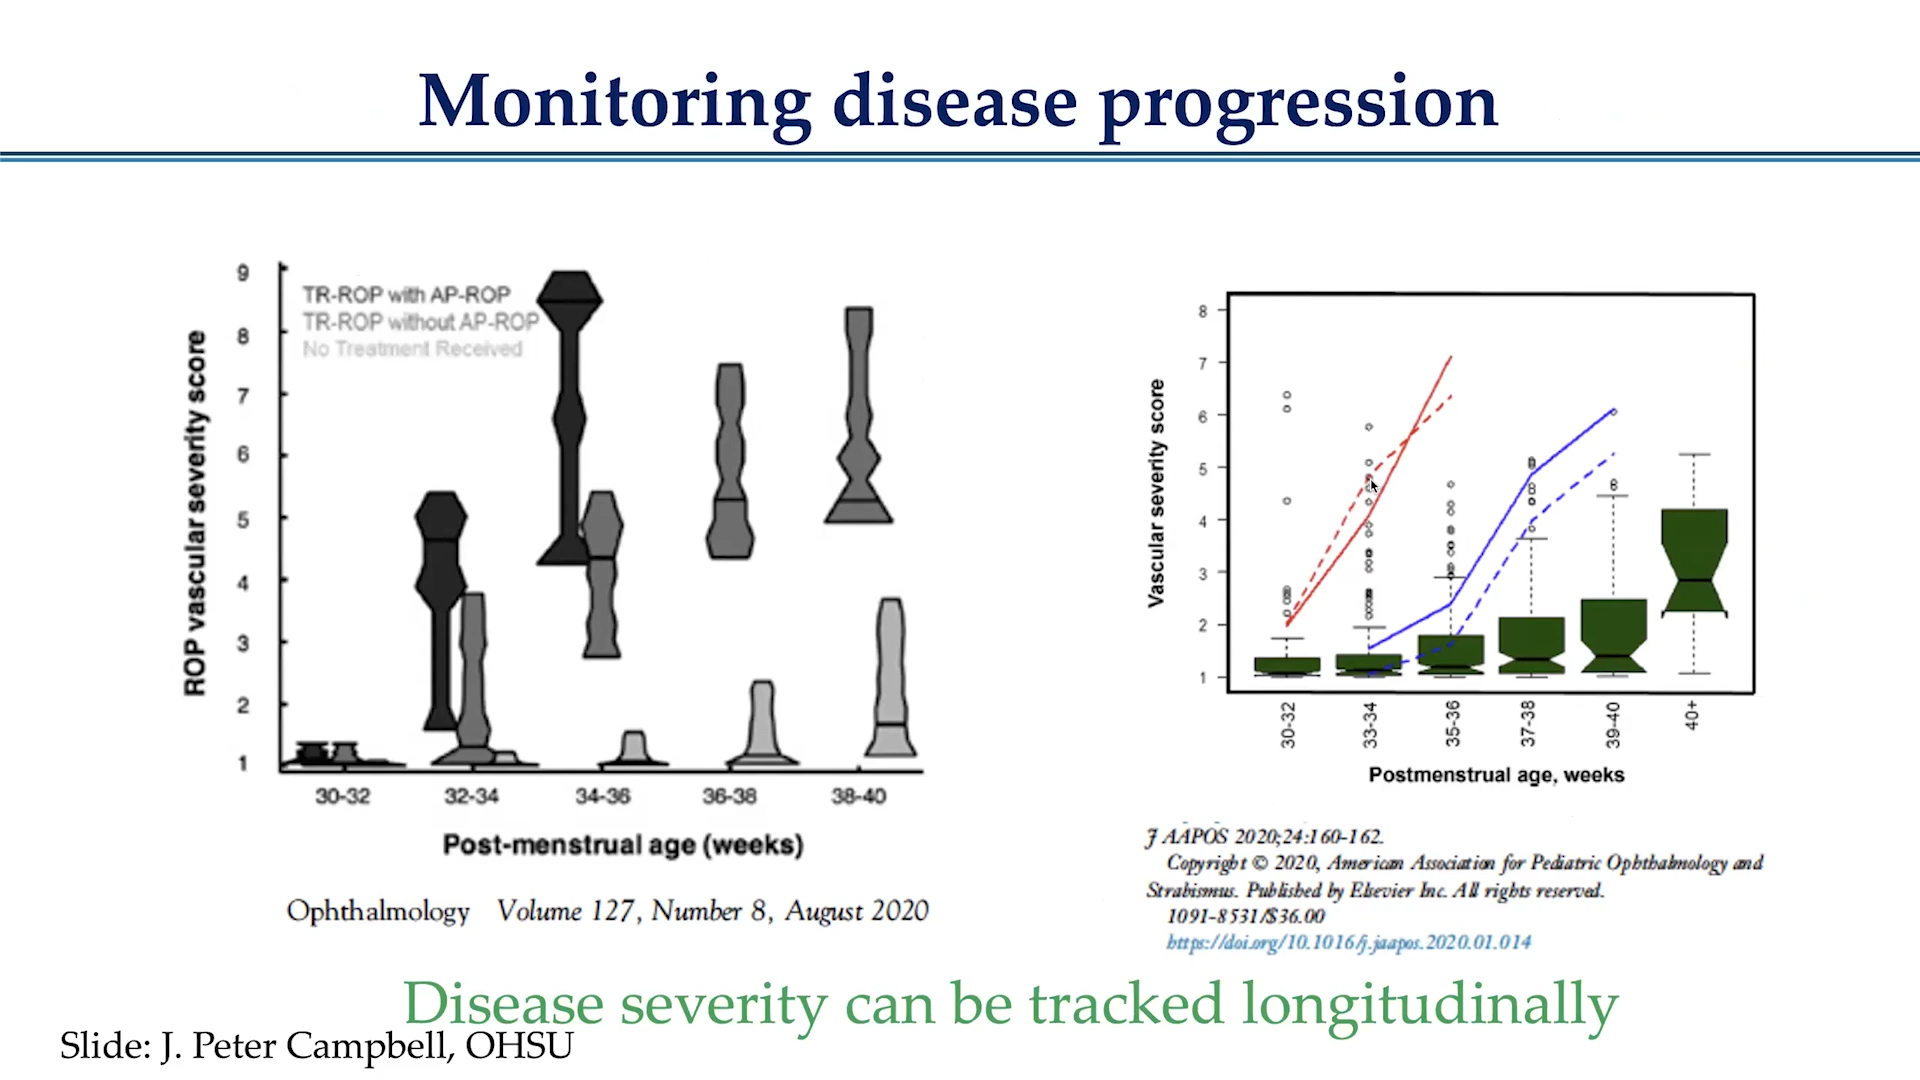 Monitoring disease progression
ROP vascular severity score
9
8
7
6
5
4
3
2
1
TR-ROP with AP-ROP
TR-ROP without AP-ROP
No Treatment Received
30-32
32-34
34-36
36-38
38-40
Post-menstrual age (weeks)
Ophthalmology Volume 127, Number 8, August 2020
Vascular severity score
8
7
6
5
4
3
2
1
30-32
33-34
35-36
37-38
39-40
40+
Postmenstrual age, weeks
J AAPOS 2020;24:160-162.
Copyright © 2020, American Association for Pediatric Ophthalmology and
Strabismus. Published by Elsevier Inc. All rights reserved.
1091-8531/$36.00
https://doi.org/10.1016/j.jaapos.2020.01.014
Disease severity can be tracked longitudinally
Slide: J. Peter Campbell, OHSU